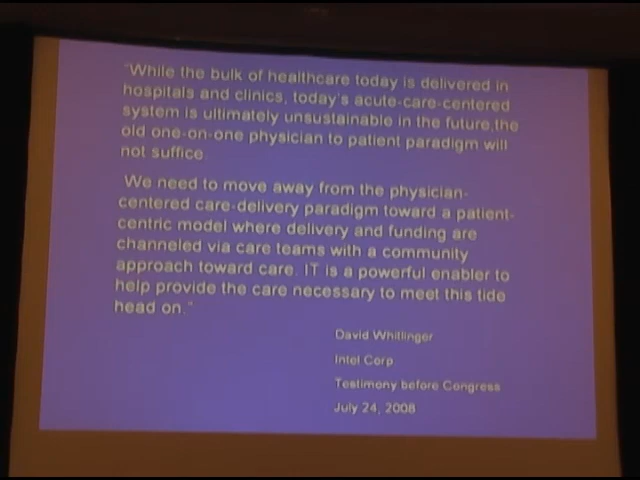 "While the bulk of healthcare today is delivered in
hospitals and clinics, today's acute-care-centered
system is ultimately unsustainable in the future,the
old one-on-one physician to patient paradigm will
not suffice
We need to move away from the physician-
centered care-delivery paradigm toward a patient-
centric model where delivery and funding are
channeled via care teams with a community
approach toward care. IT is a powerful enabler to
help provide the care necessary to meet this tide
head on."
David Whitlinger
Intel Corp
Testimony before Congress
July 24, 2008